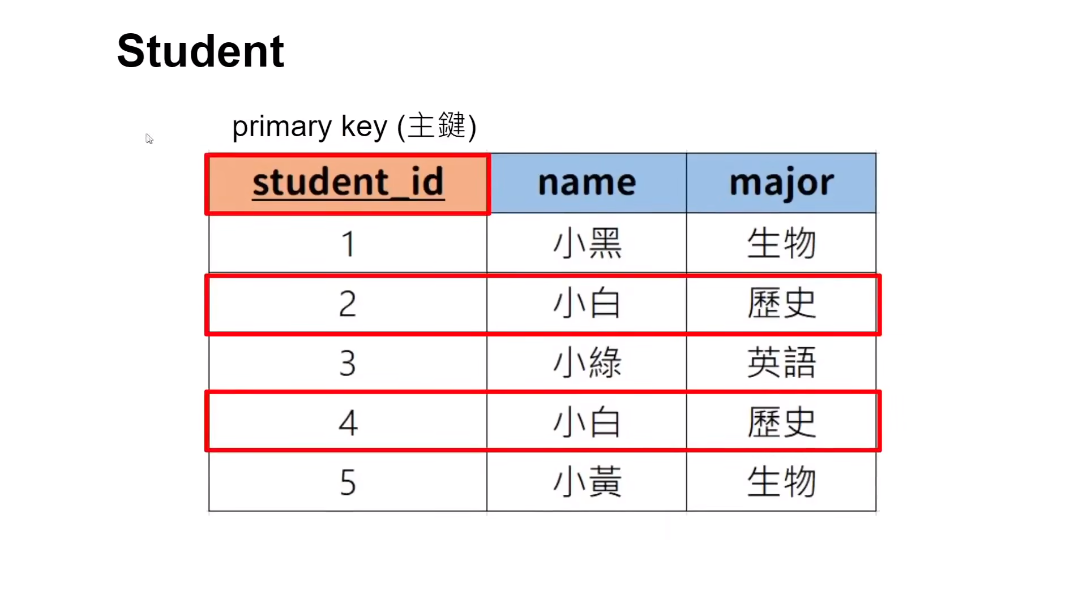 Student
primary key (主鍵)
student_id name major
1 小黑 生物
2 小白 歷史
3 小綠 英語
4 小白 歷史
5 小黃 生物